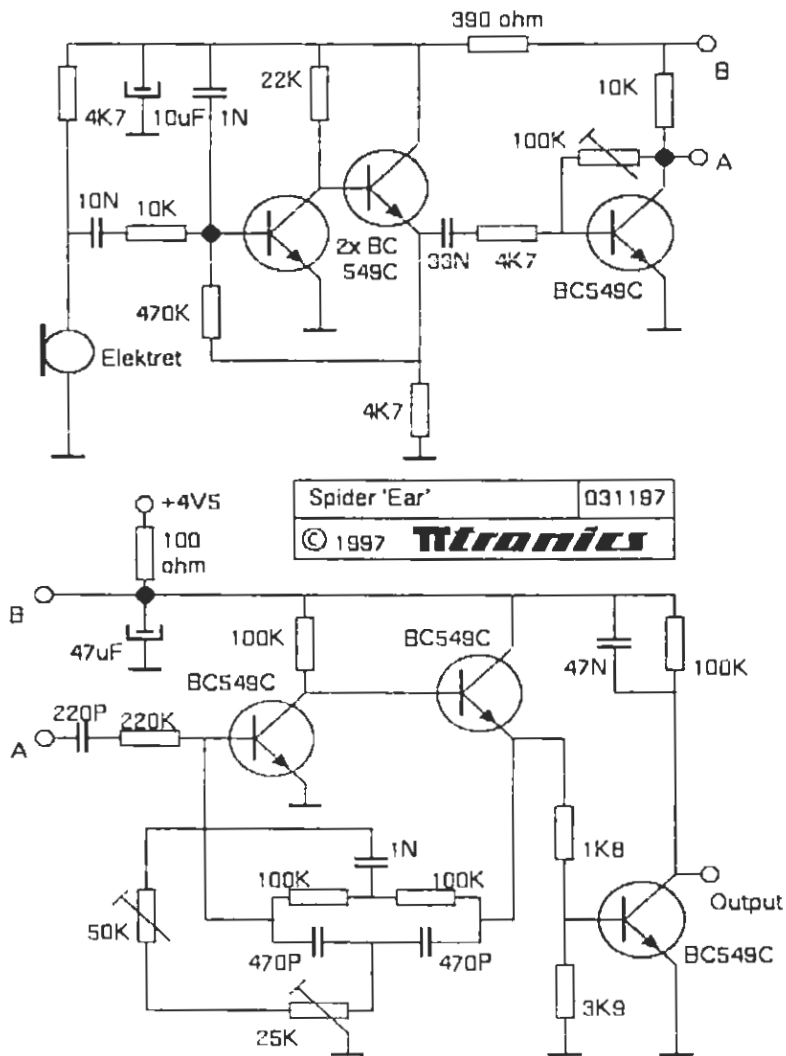 390 ohm
B
4K7
10uF
1N
22K
10K
100K
A
10N
10K
2x BC
549C
33N
4K7
BC549C
470K
Elektret
4K7
+4V5
100
ohm
Spider 'Ear'
031197
© 1997 TTtronics
B
47uF
100K
BC549C
47N
100K
BC549C
220P
220K
A
1N
100K
100K
1K8
50K
470P
470P
Output
BC549C
25K
3K9